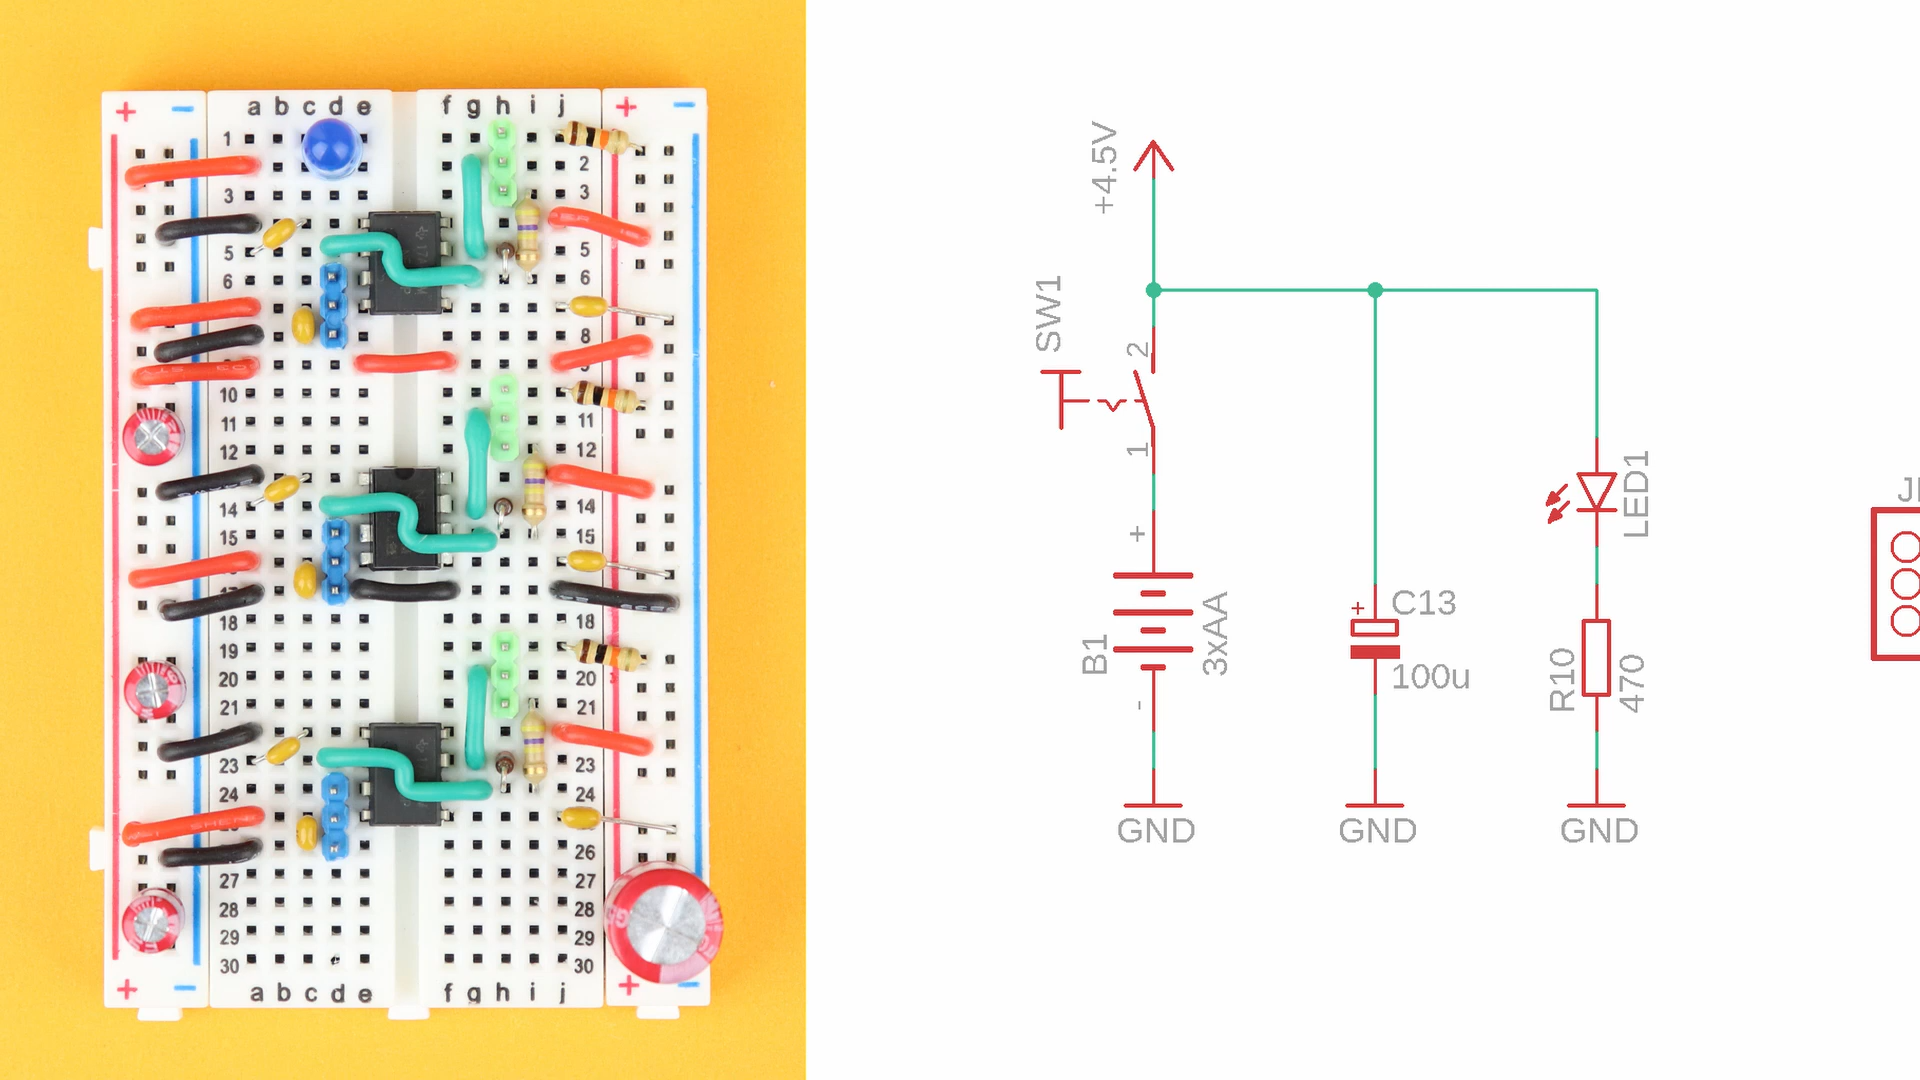 + − a b c d e f g h i j + −
1
2
3 3
5 5
6 6
8
10
11 11
12 12
14 14
15 15
18 18
19 19
20 20
21 21
23 23
24 24
26 26
27 27
28 28
29 29
30 30
+ − a b c d e f g h i j + −
+4.5V
SW1
2
1
+
B1
3xAA
-
GND
+
C13
100u
GND
LED1
R10
470
GND